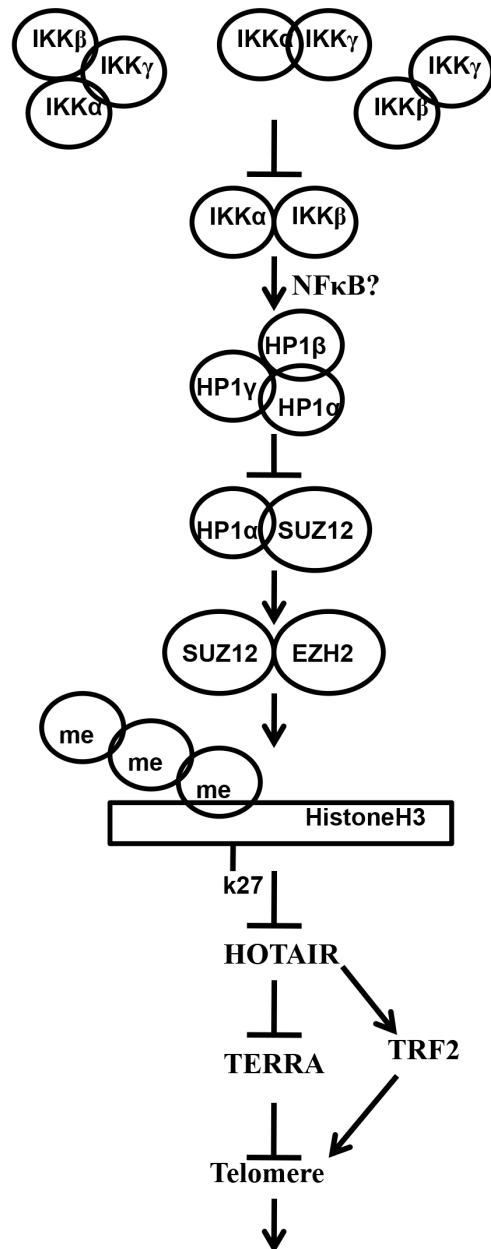 IKKβ
IKKγ
IKKα
IKKα IKKγ
IKKγ
IKKβ
IKKα IKKβ
NFκB?
HP1β
HP1γ
HP1α
HP1α SUZ12
SUZ12 EZH2
me
me
me
HistoneH3
k27
HOTAIR
TERRA
TRF2
Telomere